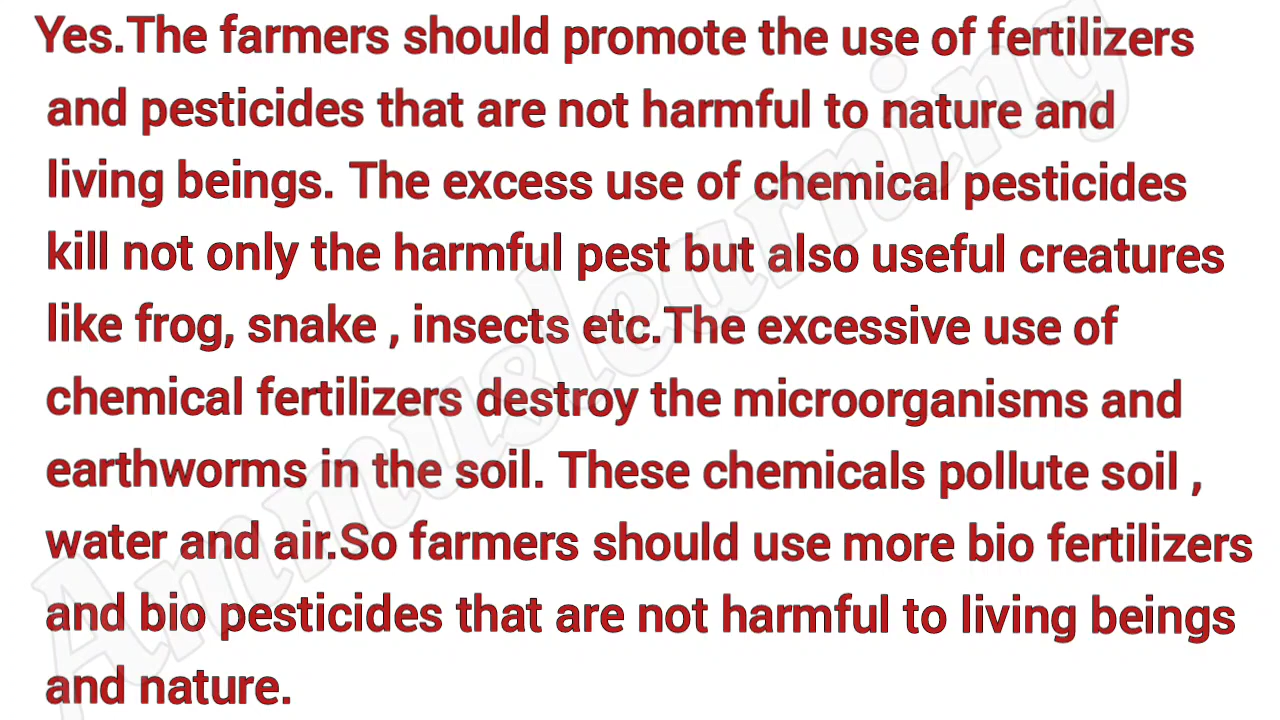 Yes.The farmers should promote the use of fertilizers
and pesticides that are not harmful to nature and
living beings. The excess use of chemical pesticides
kill not only the harmful pest but also useful creatures
like frog, snake , insects etc.The excessive use of
chemical fertilizers destroy the microorganisms and
earthworms in the soil. These chemicals pollute soil ,
water and air.So farmers should use more bio fertilizers
and bio pesticides that are not harmful to living beings
and nature.
Ammuslearning